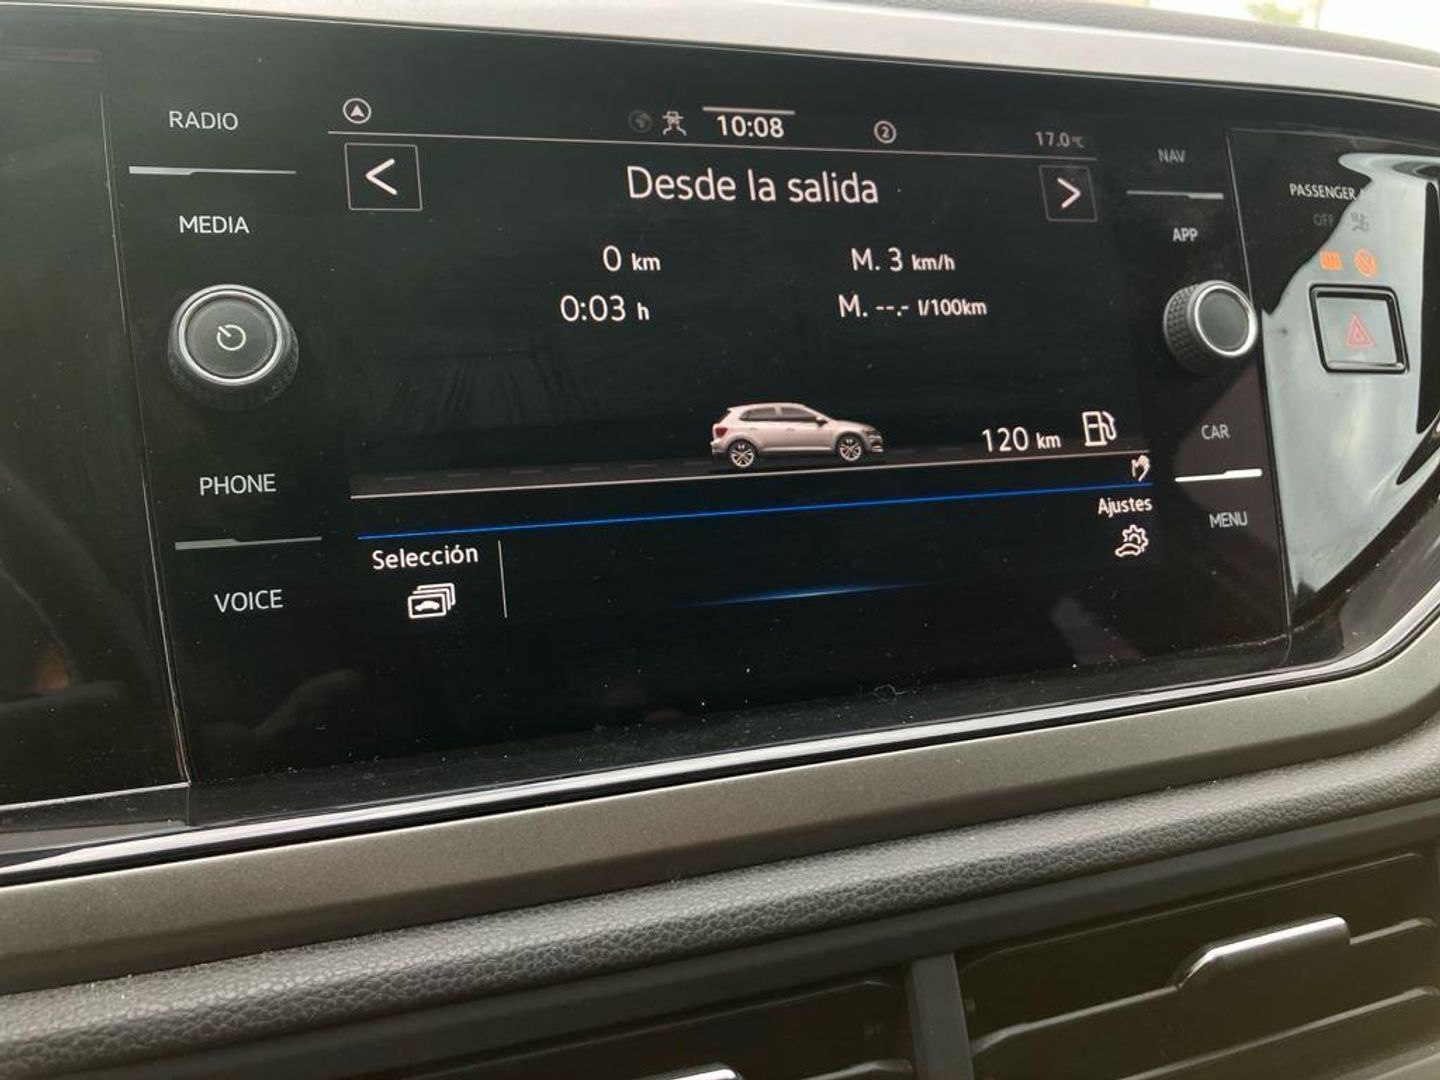 RADIO
MEDIA
PHONE
VOICE
10:08
2
17.0°C
Desde la salida
0 km
M. 3 km/h
0:03 h
M. --.- l/100km
120 km
Selección
Ajustes
NAV
APP
CAR
MENU
PASSENGER
OFF